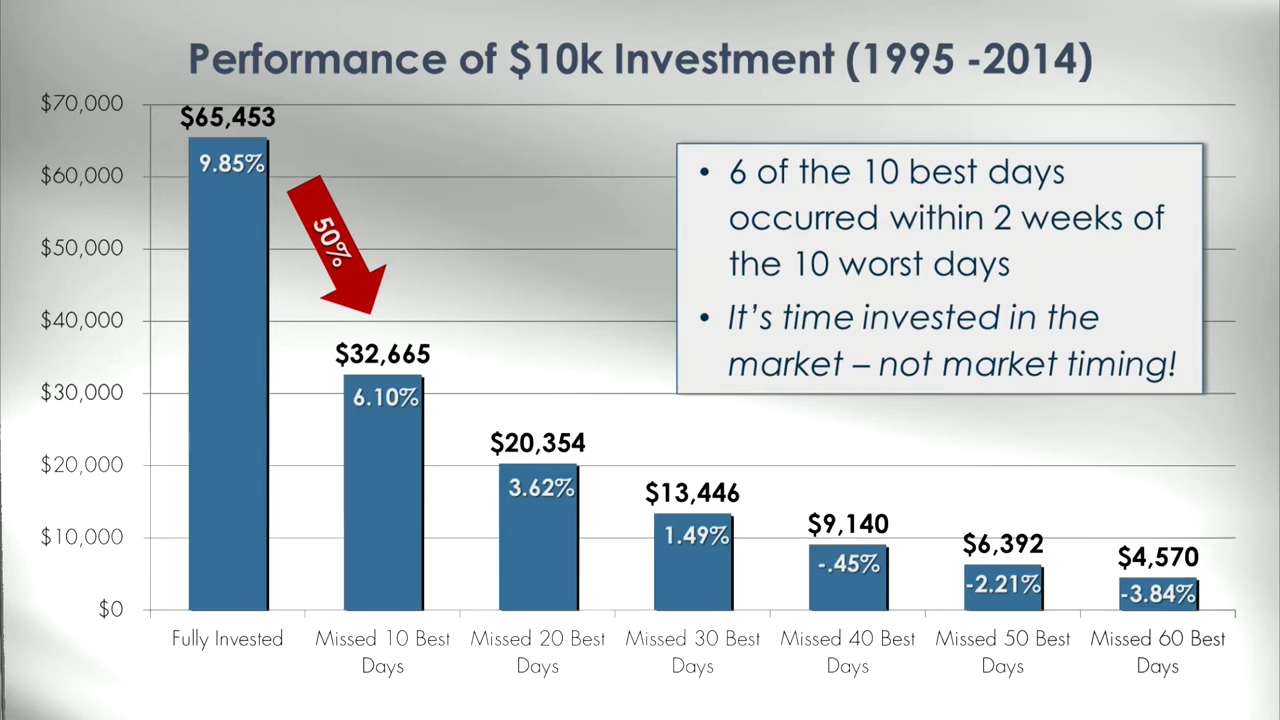 Performance of $10k Investment (1995 -2014)
$70,000
$60,000
$50,000
$40,000
$30,000
$20,000
$10,000
$0
$65,453
9.85%
50%
$32,665
6.10%
$20,354
3.62%
$13,446
1.49%
$9,140
-.45%
$6,392
-2.21%
$4,570
-3.84%
• 6 of the 10 best days
occurred within 2 weeks of
the 10 worst days
• It's time invested in the
market – not market timing!
Fully Invested
Missed 10 Best
Days
Missed 20 Best
Days
Missed 30 Best
Days
Missed 40 Best
Days
Missed 50 Best
Days
Missed 60 Best
Days